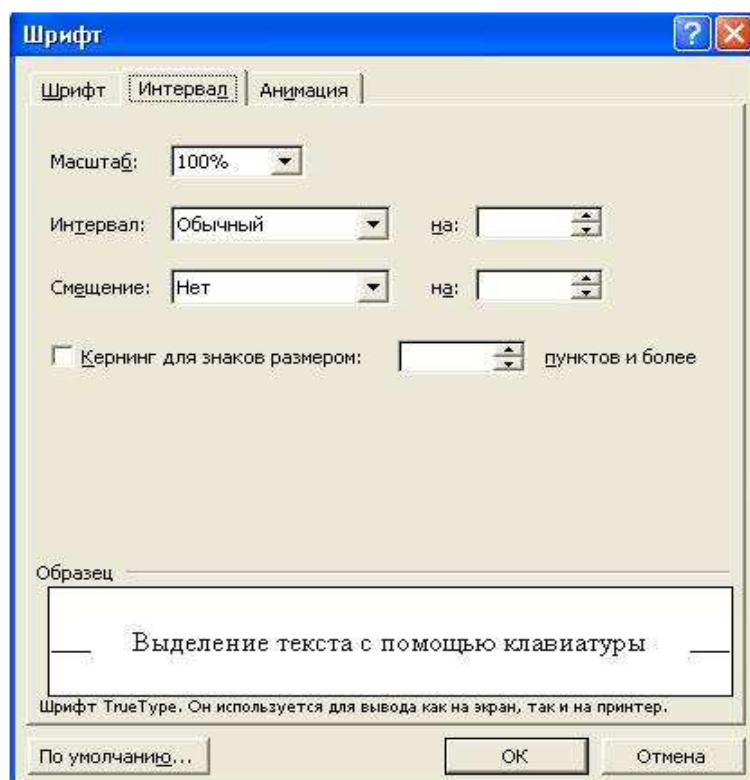 Шрифт
Шрифт Интервал Анимация
Масштаб: 100%
Интервал: Обычный на:
Смещение: Нет на:
Кернинг для знаков размером: пунктов и более
Образец
Выделение текста с помощью клавиатуры
Шрифт TrueType. Он используется для вывода как на экран, так и на принтер.
По умолчанию... ОК Отмена